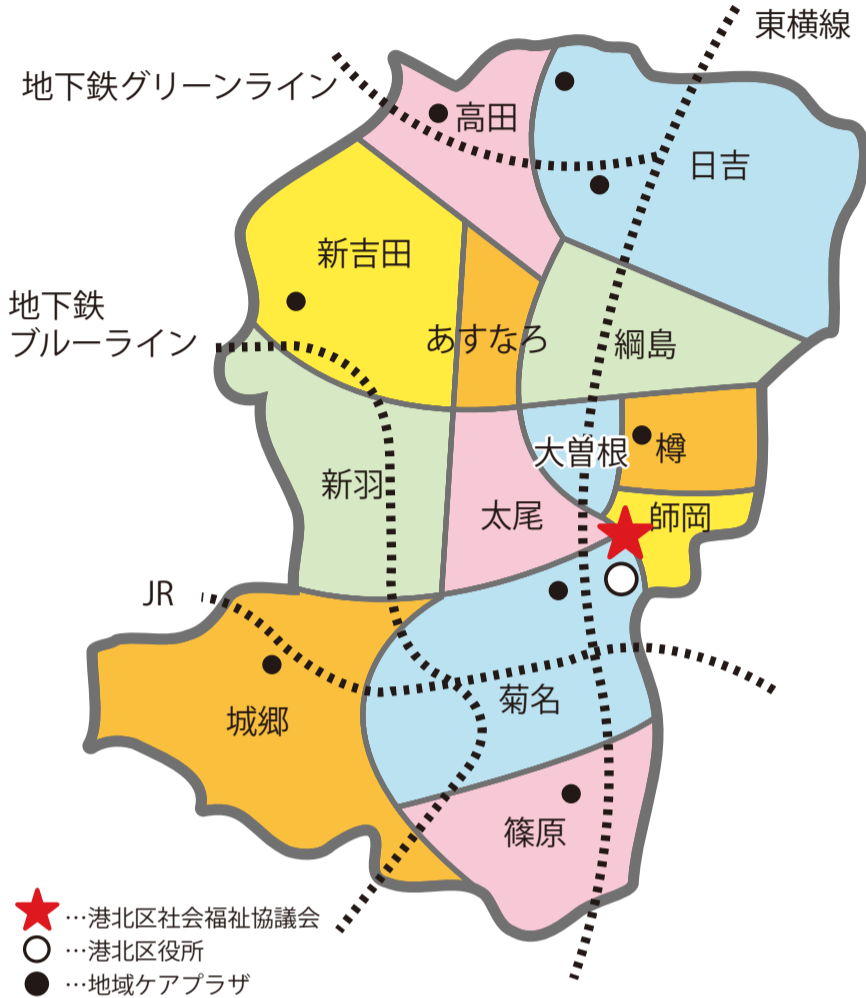 東横線
地下鉄グリーンライン
高田
日吉
新吉田
地下鉄
ブルーライン
あすなろ
綱島
大曽根
樽
新羽
太尾
師岡
JR
菊名
城郷
篠原
…港北区社会福祉協議会
…港北区役所
…地域ケアプラザ